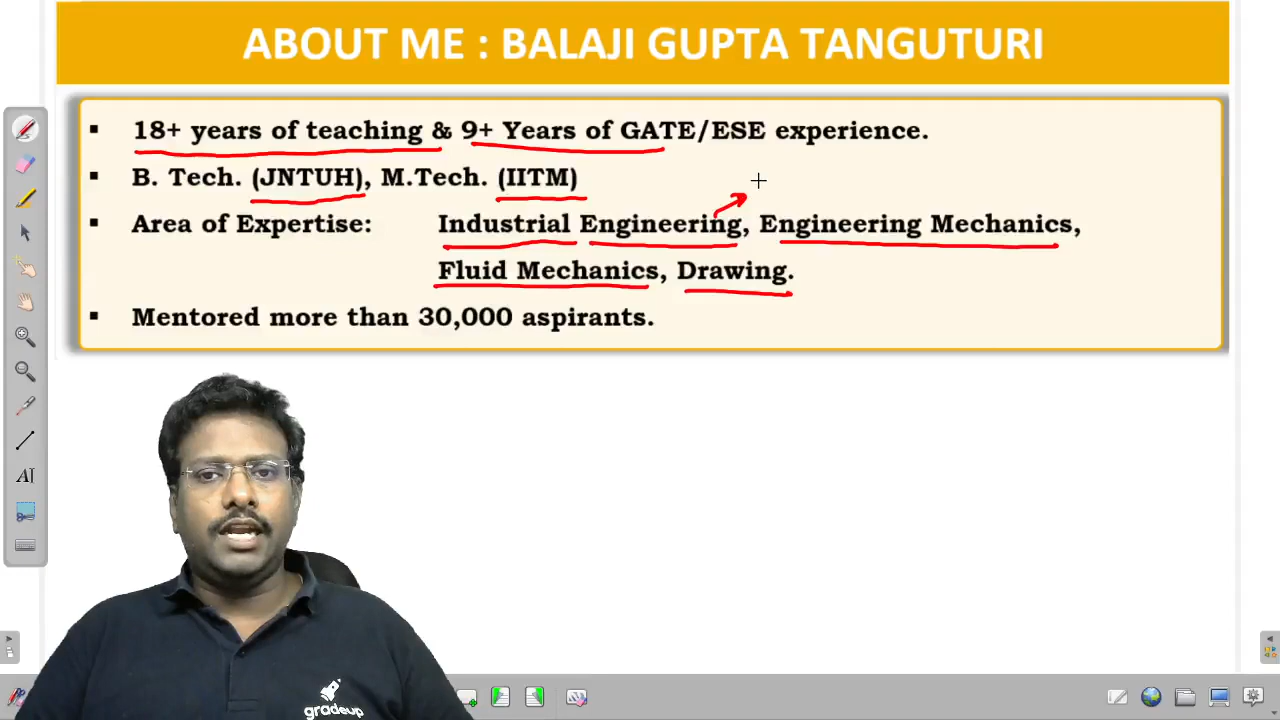 ABOUT ME : BALAJI GUPTA TANGUTURI
▪ 18+ years of teaching & 9+ Years of GATE/ESE experience.
▪ B. Tech. (JNTUH), M.Tech. (IITM)
▪ Area of Expertise: Industrial Engineering, Engineering Mechanics,
Fluid Mechanics, Drawing.
▪ Mentored more than 30,000 aspirants.
AI
gradeup